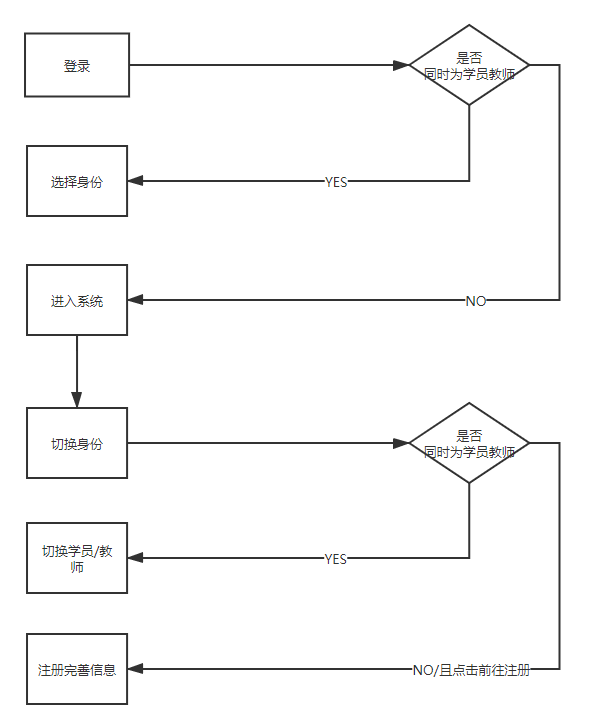 登录
是否
同时为学员教师
选择身份
YES
进入系统
NO
切换身份
是否
同时为学员教师
切换学员/教
师
YES
注册完善信息
NO/且点击前往注册